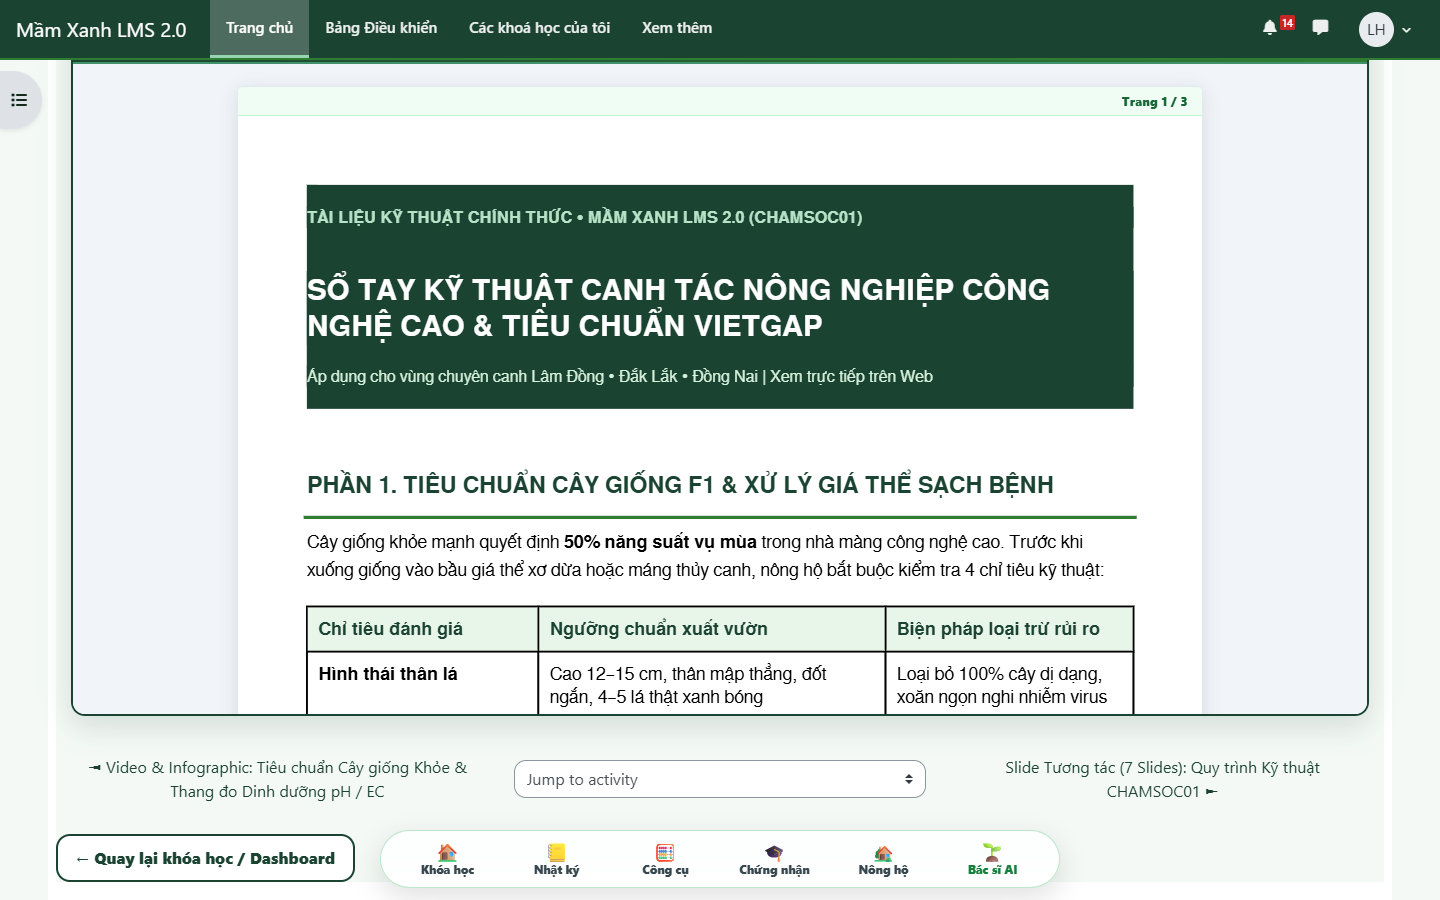 Mầm Xanh LMS 2.0
Trang chủ
Bảng Điều khiển
Các khoá học của tôi
Xem thêm
14
LH
Trang 1 / 3
TÀI LIỆU KỸ THUẬT CHÍNH THỨC • MẦM XANH LMS 2.0 (CHAMSOC01)
SỔ TAY KỸ THUẬT CANH TÁC NÔNG NGHIỆP CÔNG
NGHỆ CAO & TIÊU CHUẨN VIETGAP
Áp dụng cho vùng chuyên canh Lâm Đồng • Đắk Lắk • Đồng Nai | Xem trực tiếp trên Web
PHẦN 1. TIÊU CHUẨN CÂY GIỐNG F1 & XỬ LÝ GIÁ THỂ SẠCH BỆNH
Cây giống khỏe mạnh quyết định 50% năng suất vụ mùa trong nhà màng công nghệ cao. Trước khi
xuống giống vào bầu giá thể xơ dừa hoặc máng thủy canh, nông hộ bắt buộc kiểm tra 4 chỉ tiêu kỹ thuật:
Chỉ tiêu đánh giá
Ngưỡng chuẩn xuất vườn
Biện pháp loại trừ rủi ro
Hình thái thân lá
Cao 12–15 cm, thân mập thẳng, đốt
ngắn, 4–5 lá thật xanh bóng
Loại bỏ 100% cây dị dạng,
xoăn ngọn nghi nhiễm virus
◄ Video & Infographic: Tiêu chuẩn Cây giống Khỏe &
Thang đo Dinh dưỡng pH / EC
Jump to activity
Slide Tương tác (7 Slides): Quy trình Kỹ thuật
CHAMSOC01 ►
← Quay lại khóa học / Dashboard
Khóa học
Nhật ký
Công cụ
Chứng nhận
Nông hộ
Bác sĩ AI